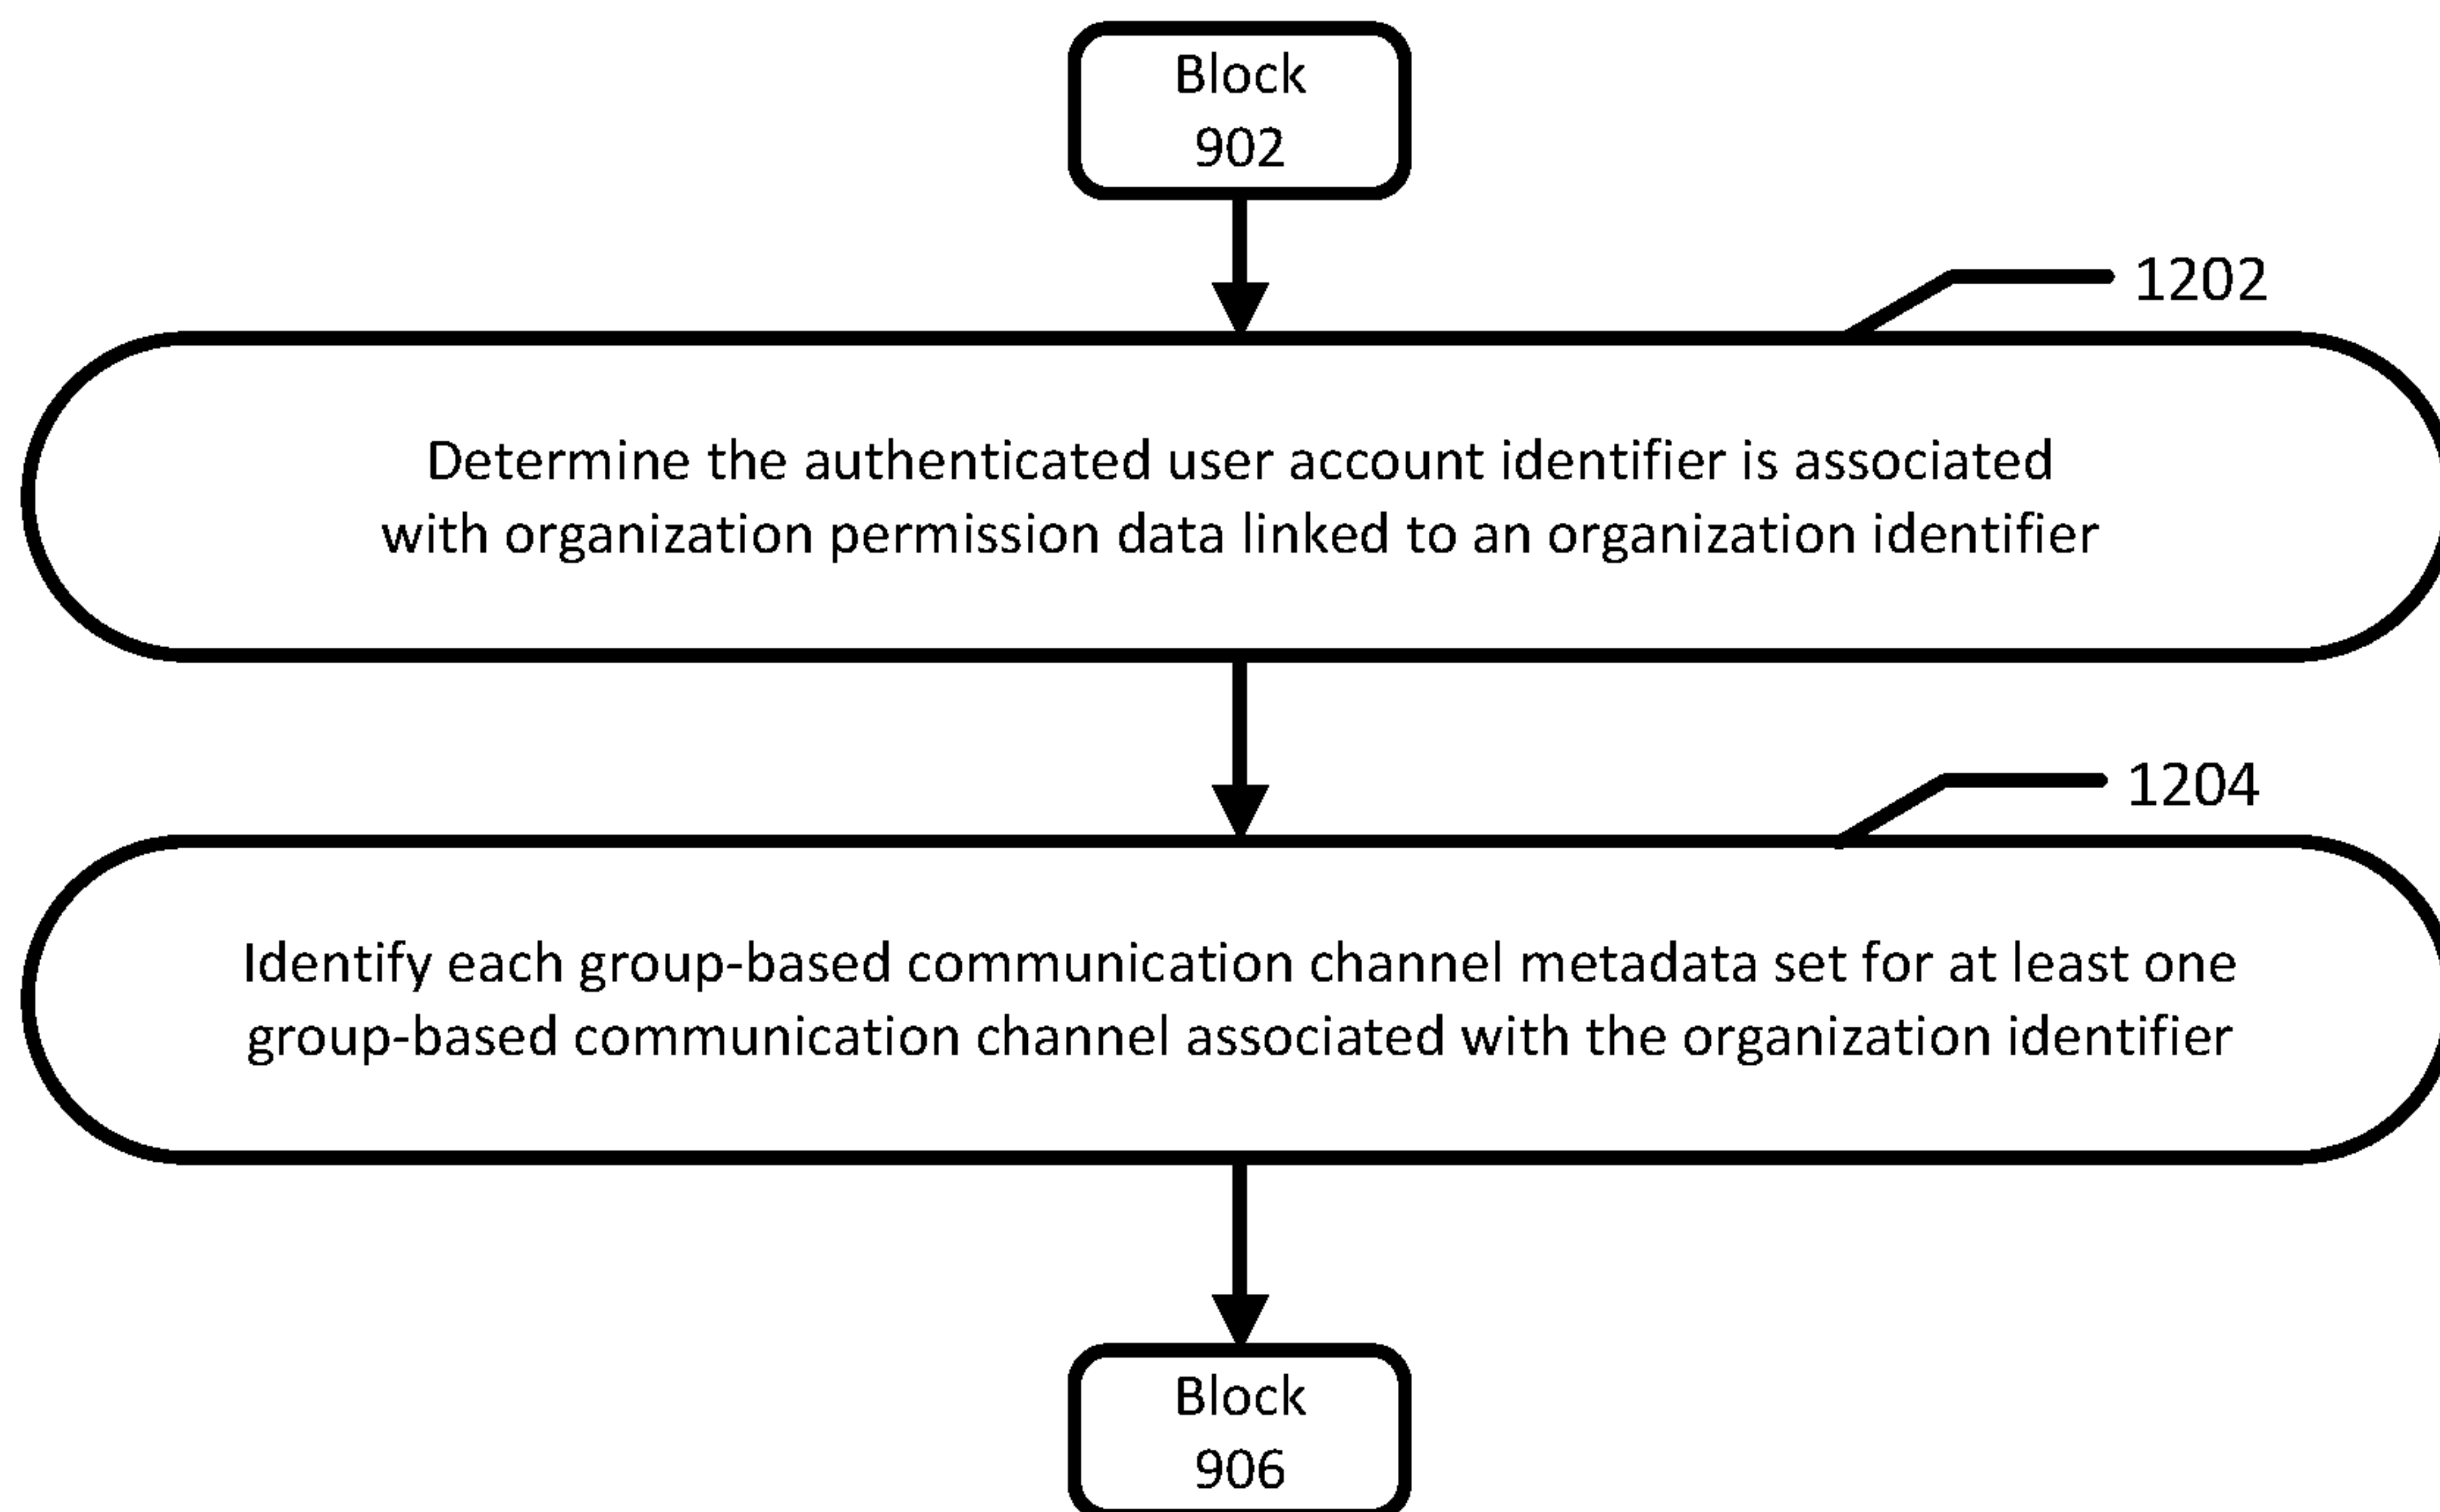 Block
902
1202
Determine the authenticated user account identifier is associated
with organization permission data linked to an organization identifier
1204
Identify each group-based communication channel metadata set for at least one
group-based communication channel associated with the organization identifier
Block
906